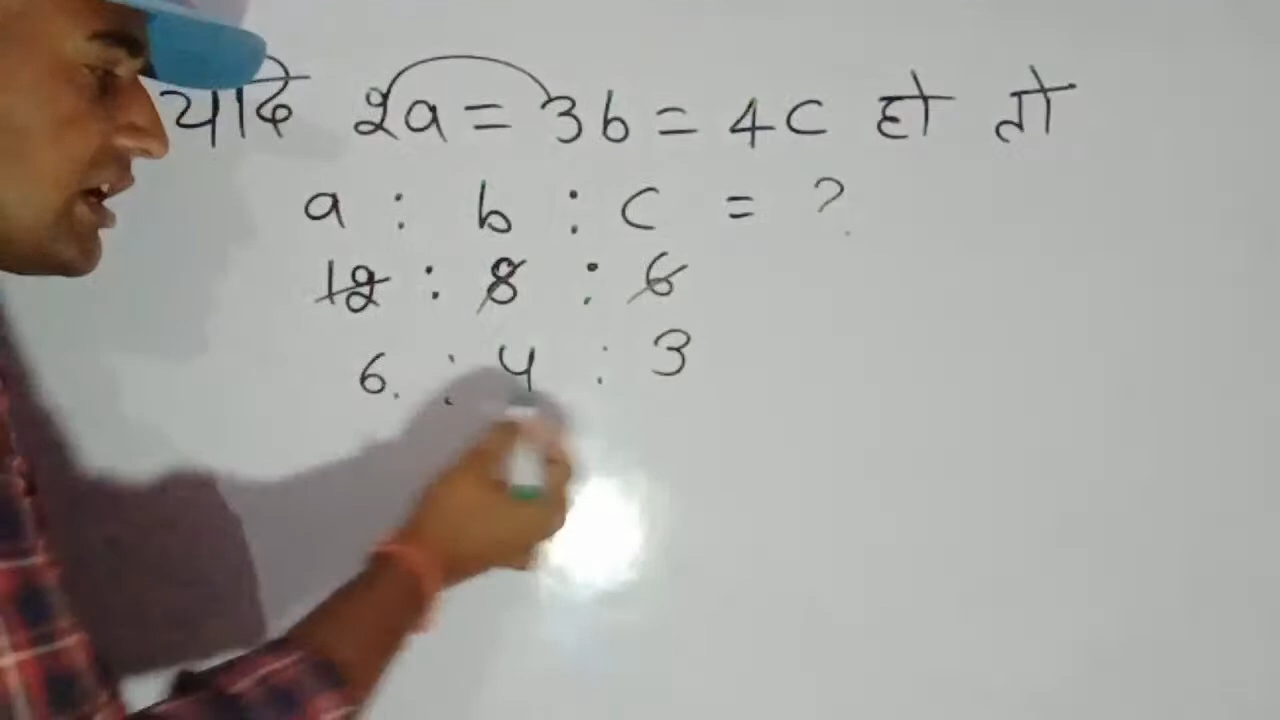 यदि 2a = 3b = 4c हो तो
a : b : c = ?
12 : 8 : 6
6 : 4 : 3